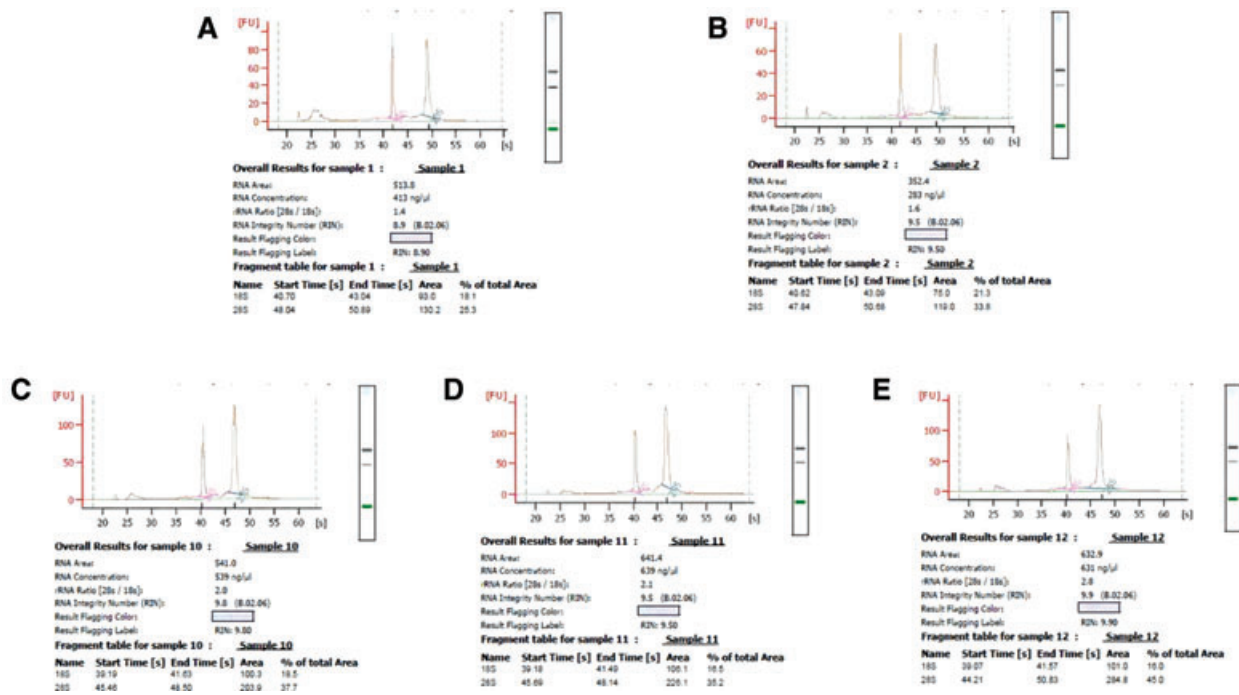 A
[FU]
80
60
40
20
0
20 25 30 35 40 45 50 55 60 [s]
Overall Results for sample 1 : Sample 1
RNA Area: 513.8
RNA Concentration: 413 ng/µl
rRNA Ratio [28s / 18s]: 1.4
RNA Integrity Number (RIN): 8.9 (B.02.06)
Result Flagging Color:
Result Flagging Label: RIN: 8.90
Fragment table for sample 1 : Sample 1
Name Start Time [s] End Time [s] Area % of total Area
18S 40.70 43.04 93.0 18.1
28S 48.04 50.89 130.2 25.3
B
[FU]
60
40
20
0
20 25 30 35 40 45 50 55 60 [s]
Overall Results for sample 2 : Sample 2
RNA Area: 352.4
RNA Concentration: 283 ng/µl
rRNA Ratio [28s / 18s]: 1.6
RNA Integrity Number (RIN): 9.5 (B.02.06)
Result Flagging Color:
Result Flagging Label: RIN: 9.50
Fragment table for sample 2 : Sample 2
Name Start Time [s] End Time [s] Area % of total Area
18S 40.62 43.09 75.0 21.3
28S 47.84 50.68 119.0 33.8
C
[FU]
100
50
0
20 25 30 35 40 45 50 55 60 [s]
Overall Results for sample 10 : Sample 10
RNA Area: 541.0
RNA Concentration: 539 ng/µl
rRNA Ratio [28s / 18s]: 2.0
RNA Integrity Number (RIN): 9.8 (B.02.06)
Result Flagging Color:
Result Flagging Label: RIN: 9.80
Fragment table for sample 10 : Sample 10
Name Start Time [s] End Time [s] Area % of total Area
18S 39.19 41.63 100.3 18.5
28S 45.46 48.50 203.9 37.7
D
[FU]
150
100
50
0
20 25 30 35 40 45 50 55 60 [s]
Overall Results for sample 11 : Sample 11
RNA Area: 641.4
RNA Concentration: 639 ng/µl
rRNA Ratio [28s / 18s]: 2.1
RNA Integrity Number (RIN): 9.5 (B.02.06)
Result Flagging Color:
Result Flagging Label: RIN: 9.50
Fragment table for sample 11 : Sample 11
Name Start Time [s] End Time [s] Area % of total Area
18S 39.18 41.49 106.1 16.5
28S 45.69 48.14 226.1 35.2
E
[FU]
150
100
50
0
20 25 30 35 40 45 50 55 60 [s]
Overall Results for sample 12 : Sample 12
RNA Area: 632.9
RNA Concentration: 631 ng/µl
rRNA Ratio [28s / 18s]: 2.8
RNA Integrity Number (RIN): 9.9 (B.02.06)
Result Flagging Color:
Result Flagging Label: RIN: 9.90
Fragment table for sample 12 : Sample 12
Name Start Time [s] End Time [s] Area % of total Area
18S 39.07 41.57 101.0 16.0
28S 44.21 50.83 284.8 45.0